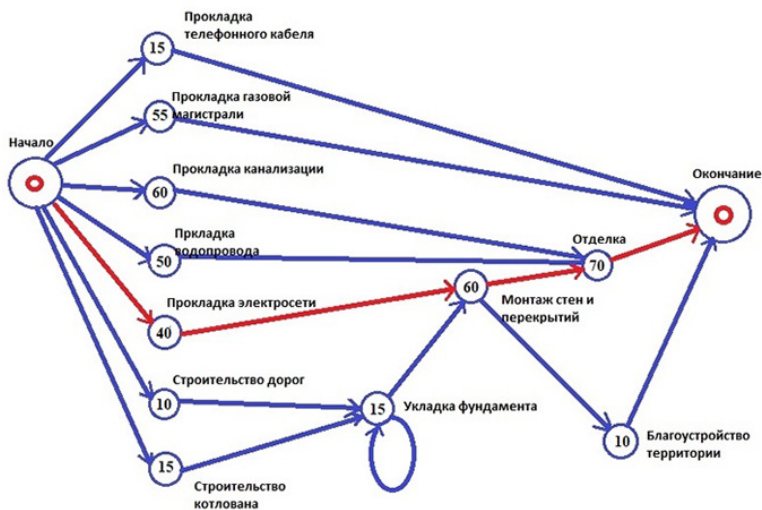 Прокладка
телефонного кабеля
15
Прокладка газовой
магистрали
55
Начало
Прокладка канализации
60
Окончание
Пркладка
водопровода
50
Отделка
70
Прокладка электросети
40
60
Монтаж стен и
перекрытий
Строительство дорог
10
15
Укладка фундамента
15
Строительство
котлована
10
Благоустройство
территории